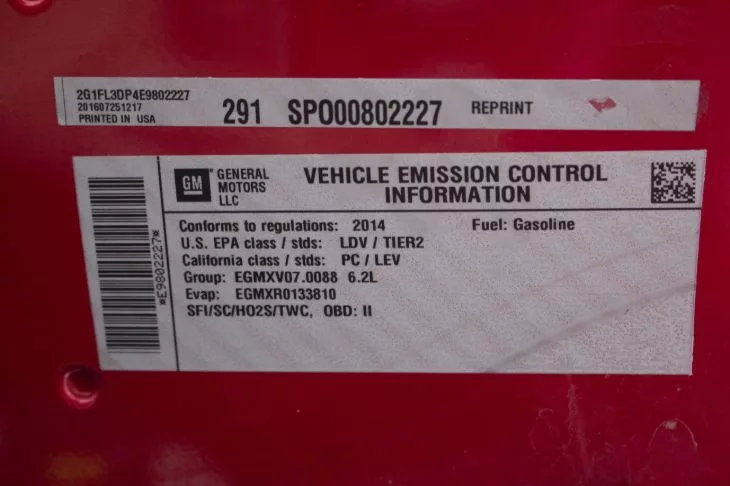 2G1FL3DP4E9802227
201607251217
PRINTED IN USA
291 SPO00802227 REPRINT
*E9802227*
GM GENERAL MOTORS LLC
VEHICLE EMISSION CONTROL
INFORMATION
Conforms to regulations: 2014 Fuel: Gasoline
U.S. EPA class / stds: LDV / TIER2
California class / stds: PC / LEV
Group: EGMXV07.0088 6.2L
Evap: EGMXR0133810
SFI/SC/HO2S/TWC, OBD: II